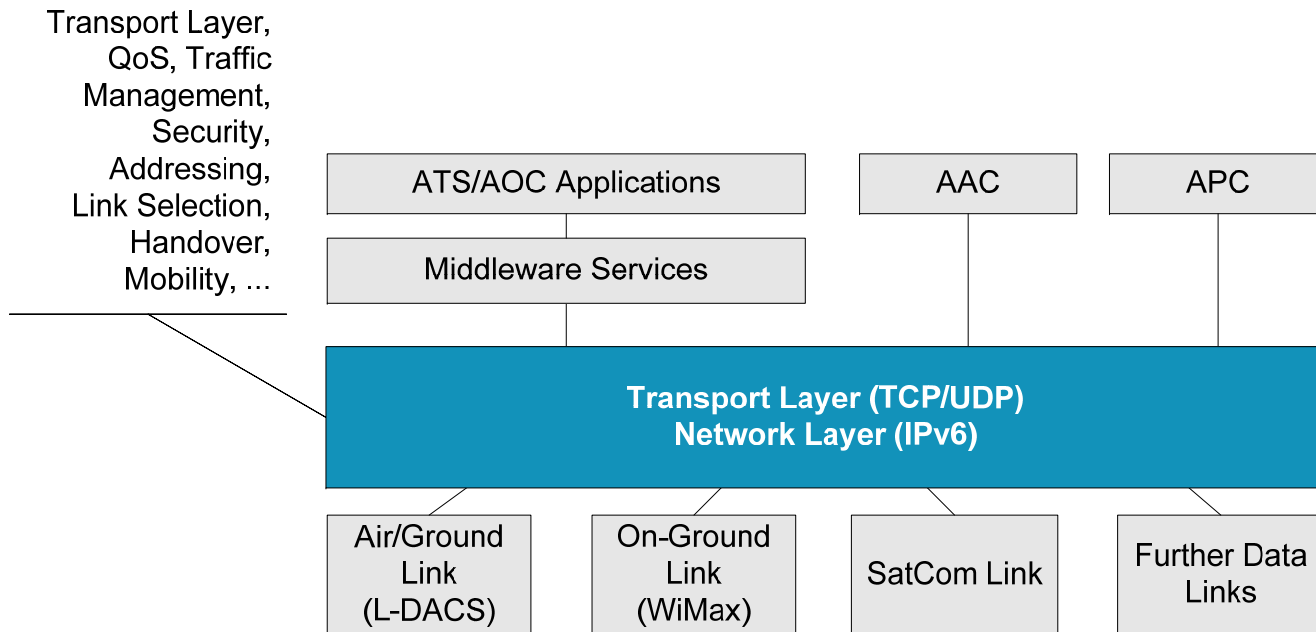 Transport Layer,
QoS, Traffic
Management,
Security,
Addressing,
Link Selection,
Handover,
Mobility, ...
ATS/AOC Applications
AAC
APC
Middleware Services
Transport Layer (TCP/UDP)
Network Layer (IPv6)
Air/Ground
Link
(L-DACS)
On-Ground
Link
(WiMax)
SatCom Link
Further Data
Links